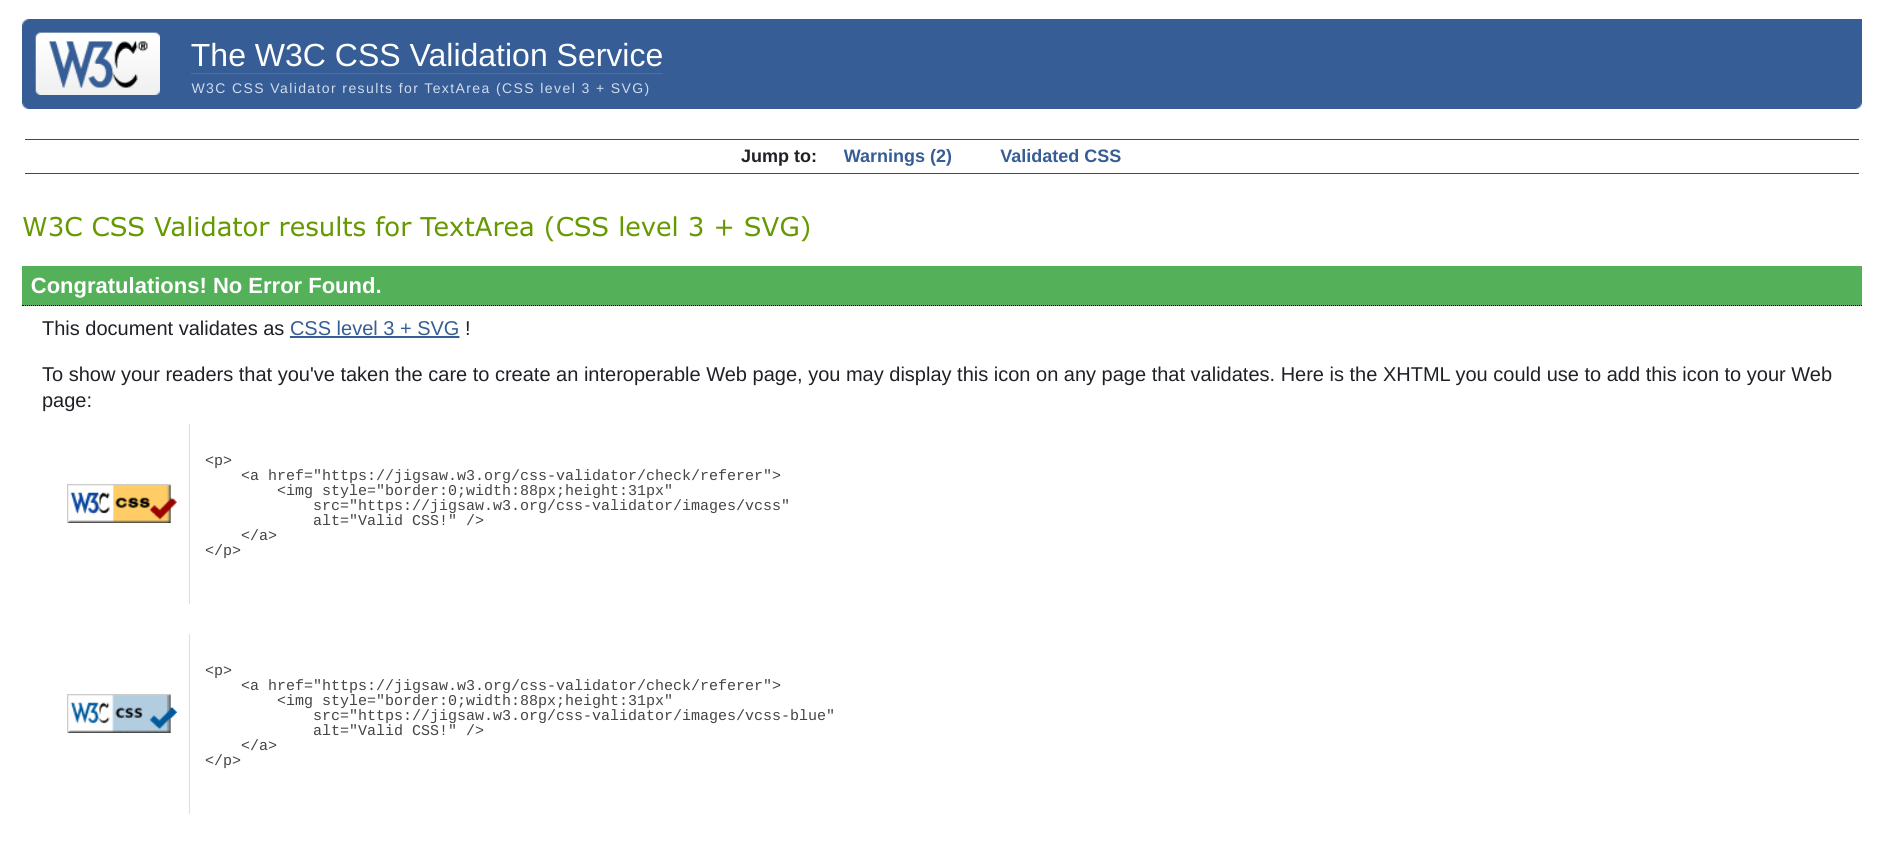 W3C®
The W3C CSS Validation Service
W3C CSS Validator results for TextArea (CSS level 3 + SVG)
Jump to: Warnings (2) Validated CSS
W3C CSS Validator results for TextArea (CSS level 3 + SVG)
Congratulations! No Error Found.
This document validates as CSS level 3 + SVG !
To show your readers that you've taken the care to create an interoperable Web page, you may display this icon on any page that validates. Here is the XHTML you could use to add this icon to your Web
page:
<p>
    <a href="https://jigsaw.w3.org/css-validator/check/referer">
        <img style="border:0;width:88px;height:31px"
W3C css
            src="https://jigsaw.w3.org/css-validator/images/vcss"
            alt="Valid CSS!" />
    </a>
</p>
<p>
    <a href="https://jigsaw.w3.org/css-validator/check/referer">
        <img style="border:0;width:88px;height:31px"
W3C css
            src="https://jigsaw.w3.org/css-validator/images/vcss-blue"
            alt="Valid CSS!" />
    </a>
</p>